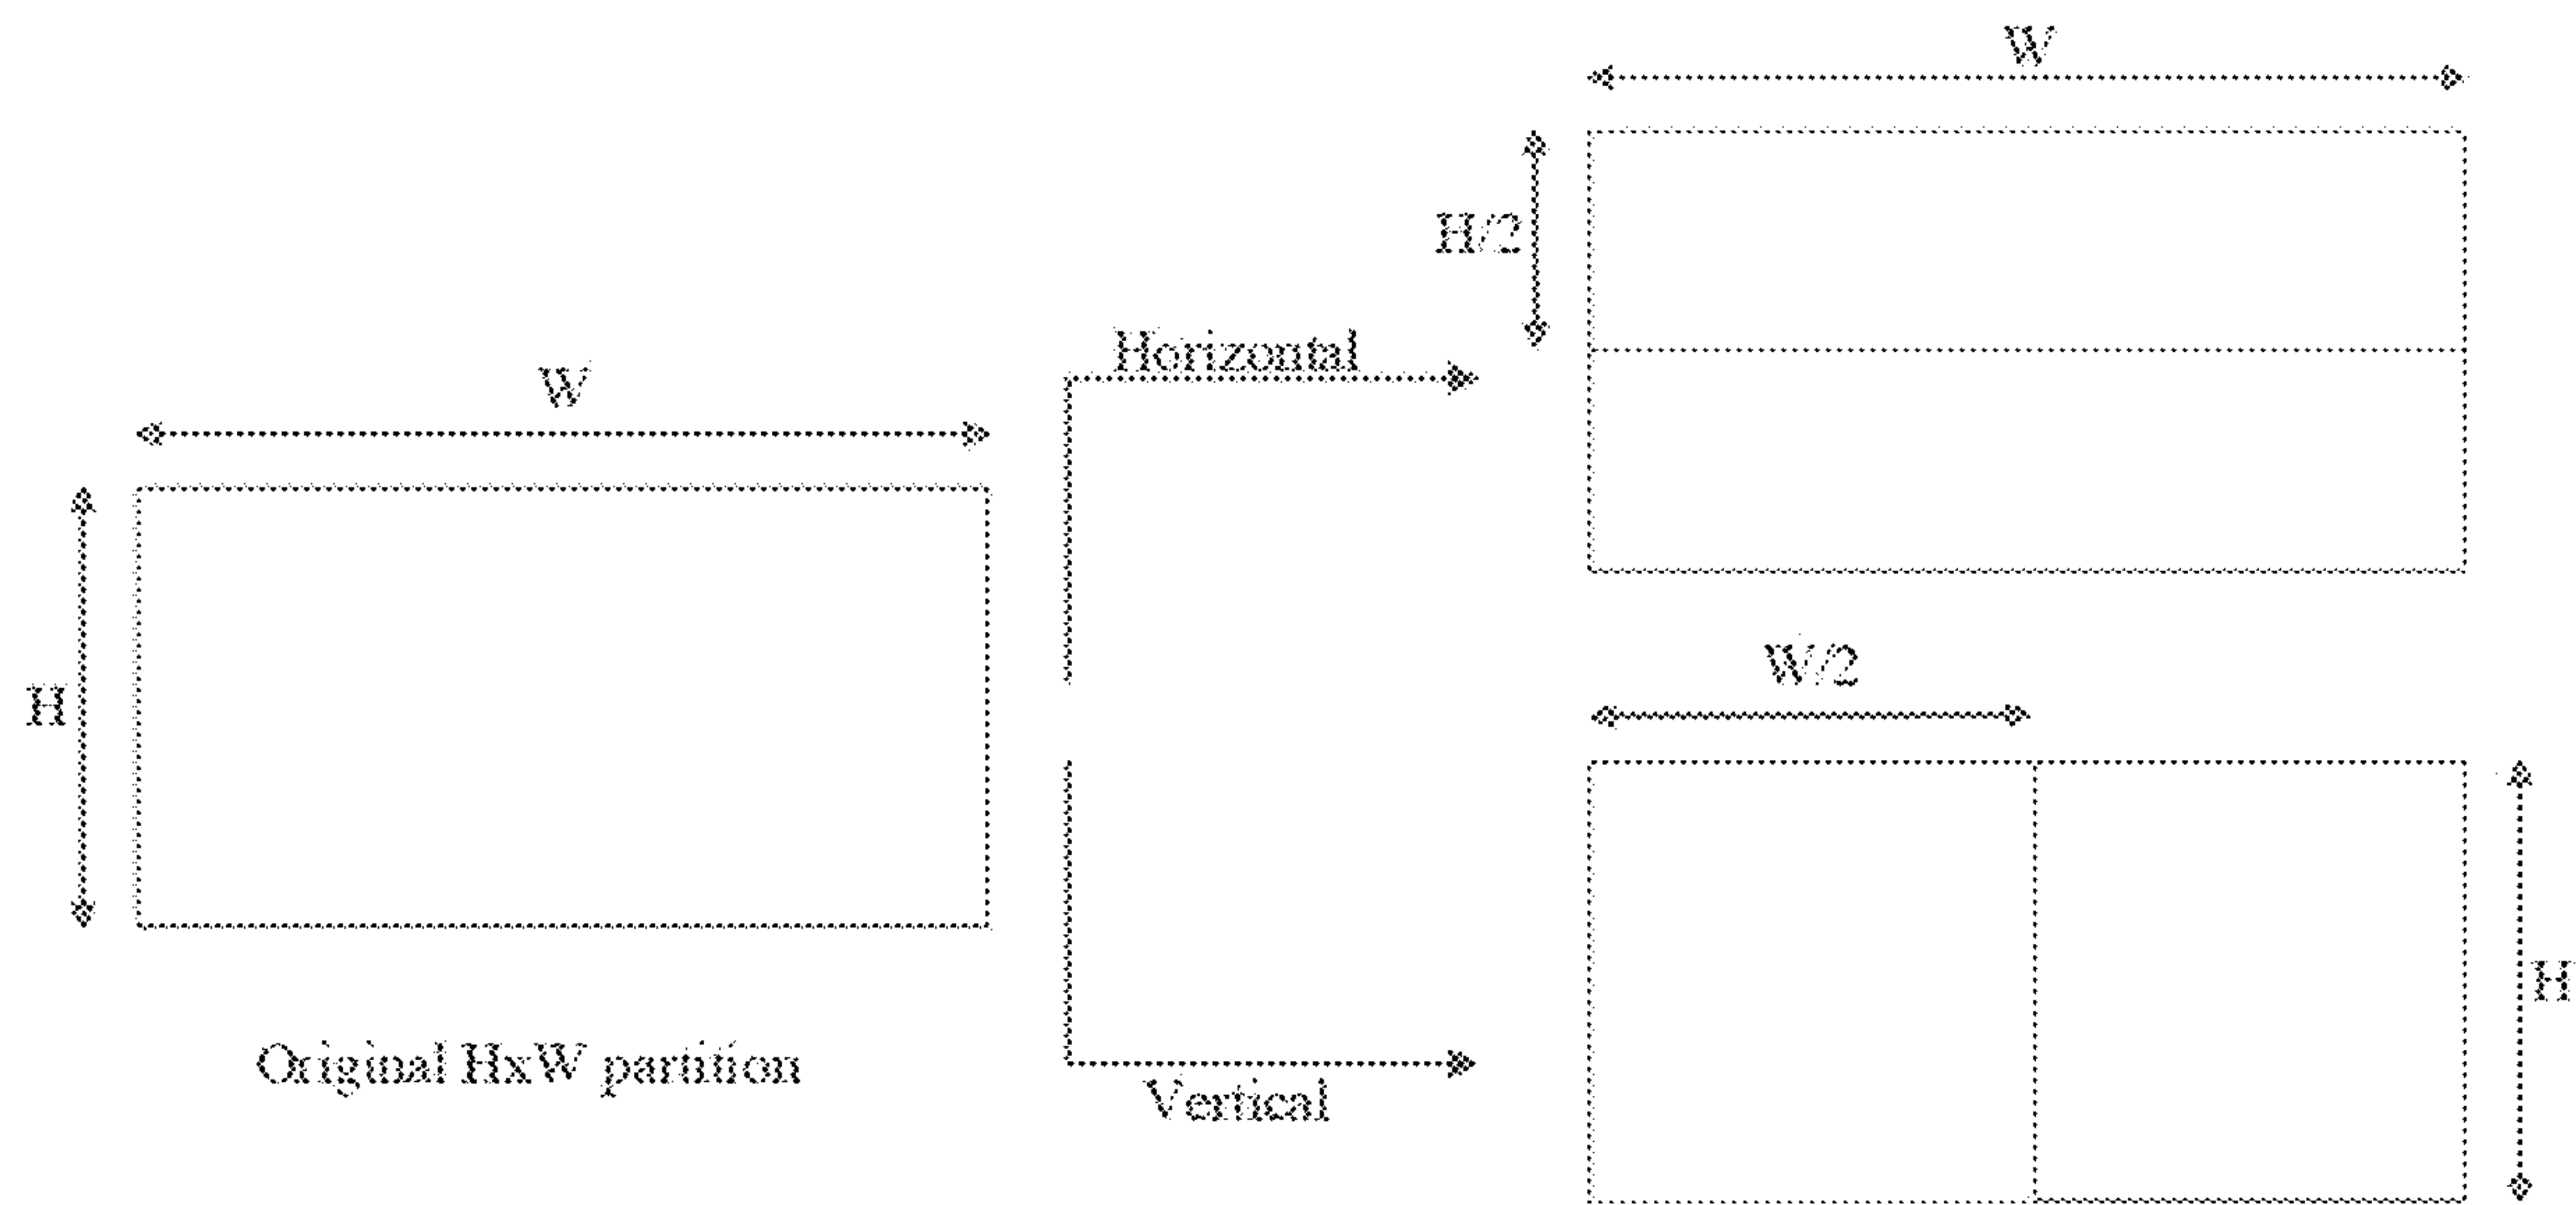 W
H
Original HxW partition
Horizontal
Vertical
W
H/2
W/2
H